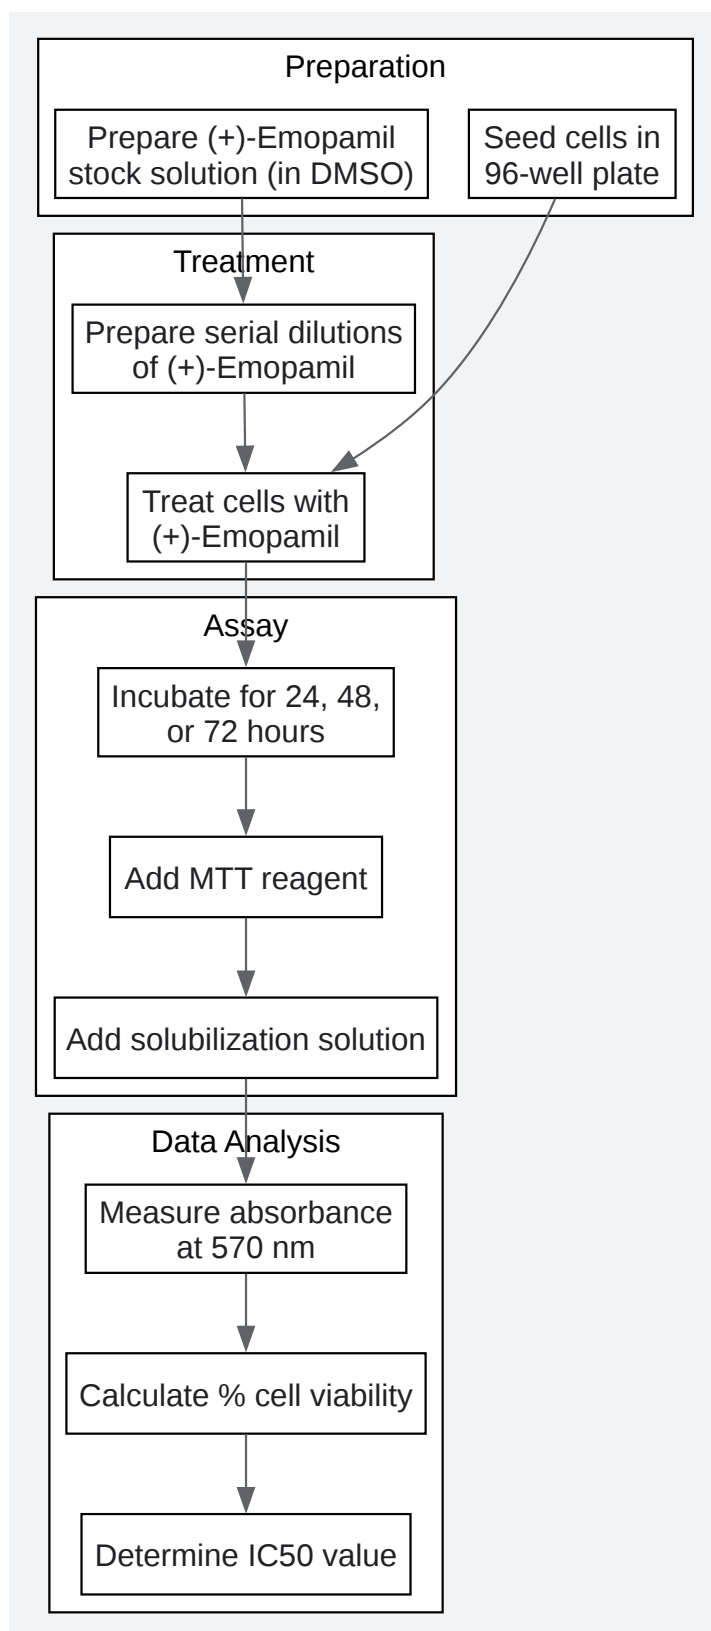 Preparation
Prepare (+)-Emopamil
stock solution (in DMSO)
Seed cells in
96-well plate
Treatment
Prepare serial dilutions
of (+)-Emopamil
Treat cells with
(+)-Emopamil
Assay
Incubate for 24, 48,
or 72 hours
Add MTT reagent
Add solubilization solution
Data Analysis
Measure absorbance
at 570 nm
Calculate % cell viability
Determine IC50 value